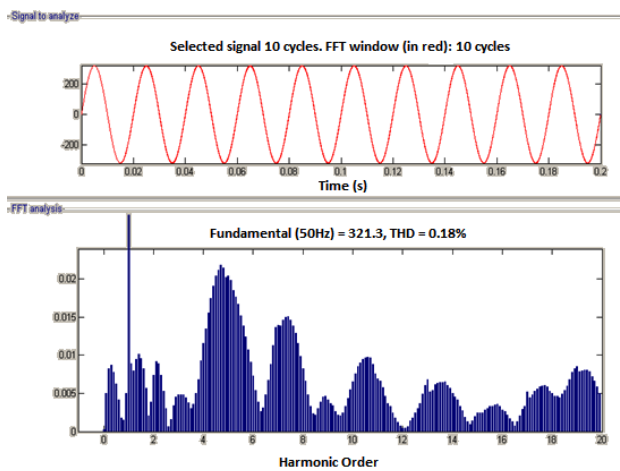 Signal to analyze
Selected signal 10 cycles. FFT window (in red): 10 cycles
200
0
-200
0 0.02 0.04 0.06 0.08 0.1 0.12 0.14 0.16 0.18 0.2
Time (s)
FFT analysis
Fundamental (50Hz) = 321.3, THD = 0.18%
0.02
0.015
0.01
0.005
0
0 2 4 6 8 10 12 14 16 18 20
Harmonic Order